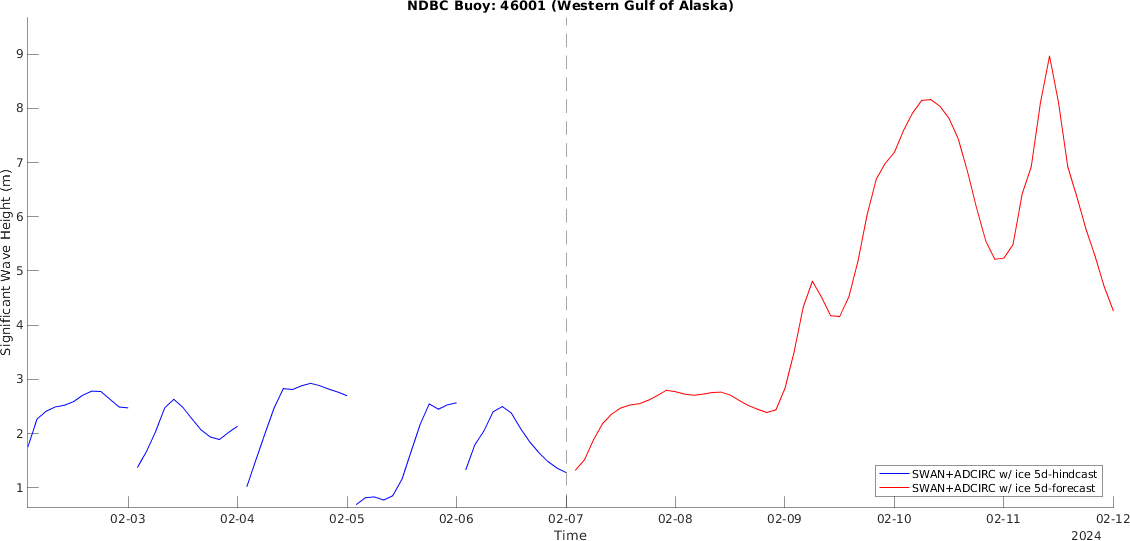 NDBC Buoy: 46001 (Western Gulf of Alaska)
Significant Wave Height (m)
9
8
7
6
5
4
3
2
1
SWAN+ADCIRC w/ ice 5d-hindcast
SWAN+ADCIRC w/ ice 5d-forecast
02-03 02-04 02-05 02-06 02-07 02-08 02-09 02-10 02-11 02-12
Time
2024